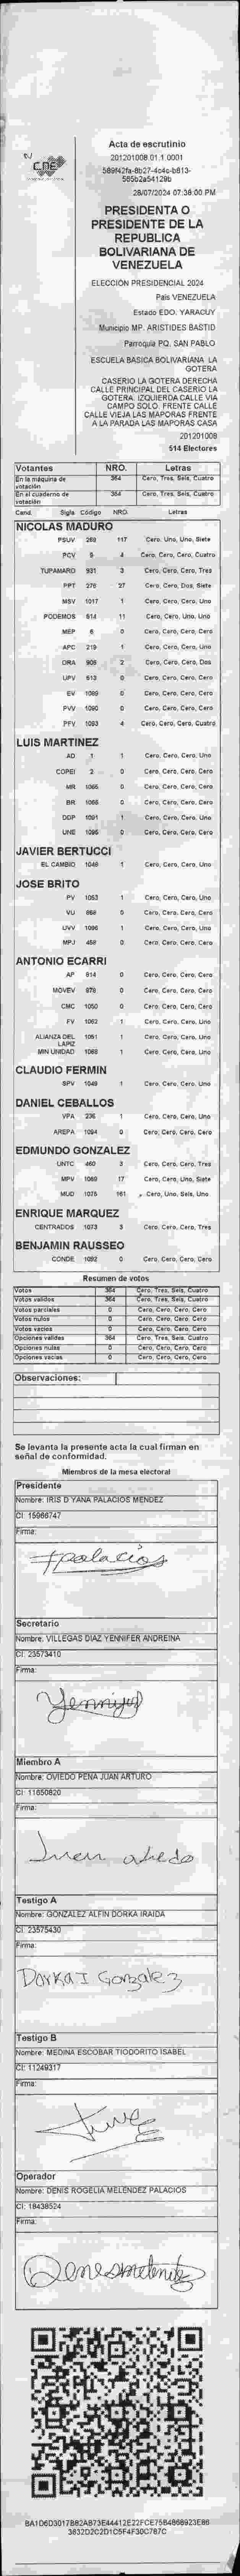 CNE
Acta de escrutinio
201201008.01.1.0001
589f42fa-8b27-4c4c-b813-
565b2a54129b
28/07/2024 07:38:00 PM
PRESIDENTA O
PRESIDENTE DE LA
REPUBLICA
BOLIVARIANA DE
VENEZUELA
ELECCIÓN PRESIDENCIAL 2024
País VENEZUELA
Estado EDO. YARACUY
Municipio MP. ARISTIDES BASTID
Parroquia PQ. SAN PABLO
ESCUELA BASICA BOLIVARIANA LA
GOTERA
CASERIO LA GOTERA DERECHA
CALLE PRINCIPAL DEL CASERIO LA
GOTERA. IZQUIERDA CALLE VIA
CAMPO SOLO. FRENTE CALLE
CALLE VIEJA LAS MAPORAS FRENTE
A LA PARADA LAS MAPORAS CASA
201201008
514 Electores
Votantes NRO. Letras
En la máquina de votación 364 Cero, Tres, Seis, Cuatro
En el cuaderno de votación 364 Cero, Tres, Seis, Cuatro
Cand. Sigla Código NRO. Letras
NICOLAS MADURO
PSUV 268 117 Cero, Uno, Uno, Siete
PCV 5 4 Cero, Cero, Cero, Cuatro
TUPAMARO 931 3 Cero, Cero, Cero, Tres
PPT 276 27 Cero, Cero, Dos, Siete
MSV 1017 1 Cero, Cero, Cero, Uno
PODEMOS 514 11 Cero, Cero, Uno, Uno
MEP 6 0 Cero, Cero, Cero, Cero
APC 219 1 Cero, Cero, Cero, Uno
ORA 909 2 Cero, Cero, Cero, Dos
UPV 513 0 Cero, Cero, Cero, Cero
EV 1099 0 Cero, Cero, Cero, Cero
PVV 1090 0 Cero, Cero, Cero, Cero
PFV 1093 4 Cero, Cero, Cero, Cuatro
LUIS MARTINEZ
AD 1 1 Cero, Cero, Cero, Uno
COPEI 2 0 Cero, Cero, Cero, Cero
MR 1065 0 Cero, Cero, Cero, Cero
BR 1066 0 Cero, Cero, Cero, Cero
DDP 1091 1 Cero, Cero, Cero, Uno
UNE 1096 0 Cero, Cero, Cero, Cero
JAVIER BERTUCCI
EL CAMBIO 1048 1 Cero, Cero, Cero, Uno
JOSE BRITO
PV 1053 1 Cero, Cero, Cero, Uno
VU 868 0 Cero, Cero, Cero, Cero
UVV 1006 1 Cero, Cero, Cero, Uno
MPJ 458 0 Cero, Cero, Cero, Cero
ANTONIO ECARRI
AP 814 0 Cero, Cero, Cero, Cero
MOVEV 978 0 Cero, Cero, Cero, Cero
CMC 1050 0 Cero, Cero, Cero, Cero
FV 1062 1 Cero, Cero, Cero, Uno
ALIANZA DEL LAPIZ 1051 1 Cero, Cero, Cero, Uno
MIN UNIDAD 1088 1 Cero, Cero, Cero, Uno
CLAUDIO FERMIN
SPV 1049 1 Cero, Cero, Cero, Uno
DANIEL CEBALLOS
VPA 236 1 Cero, Cero, Cero, Uno
AREPA 1094 0 Cero, Cero, Cero, Cero
EDMUNDO GONZALEZ
UNTC 460 3 Cero, Cero, Cero, Tres
MPV 1069 17 Cero, Cero, Uno, Siete
MUD 1075 161 Cero, Uno, Seis, Uno
ENRIQUE MARQUEZ
CENTRADOS 1073 3 Cero, Cero, Cero, Tres
BENJAMIN RAUSSEO
CONDE 1092 0 Cero, Cero, Cero, Cero
Resumen de votos
Votos 364 Cero, Tres, Seis, Cuatro
Votos validos 364 Cero, Tres, Seis, Cuatro
Votos parciales 0 Cero, Cero, Cero, Cero
Votos nulos 0 Cero, Cero, Cero, Cero
Votos vacios 0 Cero, Cero, Cero, Cero
Opciones validas 364 Cero, Tres, Seis, Cuatro
Opciones nulas 0 Cero, Cero, Cero, Cero
Opciones vacias 0 Cero, Cero, Cero, Cero
Observaciones:
Se levanta la presente acta la cual firman en
señal de conformidad.
Miembros de la mesa electoral
Presidente
Nombre: IRIS D YANA PALACIOS MENDEZ
CI: 15966747
Firma:
Ipalacios
Secretario
Nombre: VILLEGAS DIAZ YENNIFER ANDREINA
CI: 23573410
Firma:
Miembro A
Nombre: OVIEDO PENA JUAN ARTURO
CI: 11650820
Firma:
Juan
Testigo A
Nombre: GONZALEZ ALFIN DORKA IRAIDA
CI: 23575430
Firma:
Dorka I Gonzalez
Testigo B
Nombre: MEDINA ESCOBAR TIODORITO ISABEL
CI: 11249317
Firma:
Operador
Nombre: DENIS ROGELIA MELENDEZ PALACIOS
CI: 18438524
Firma:
BA1D6D3017B82AB73E44412E22FCE75B4868923E86
3832D2C2D1C5F4F30C787C